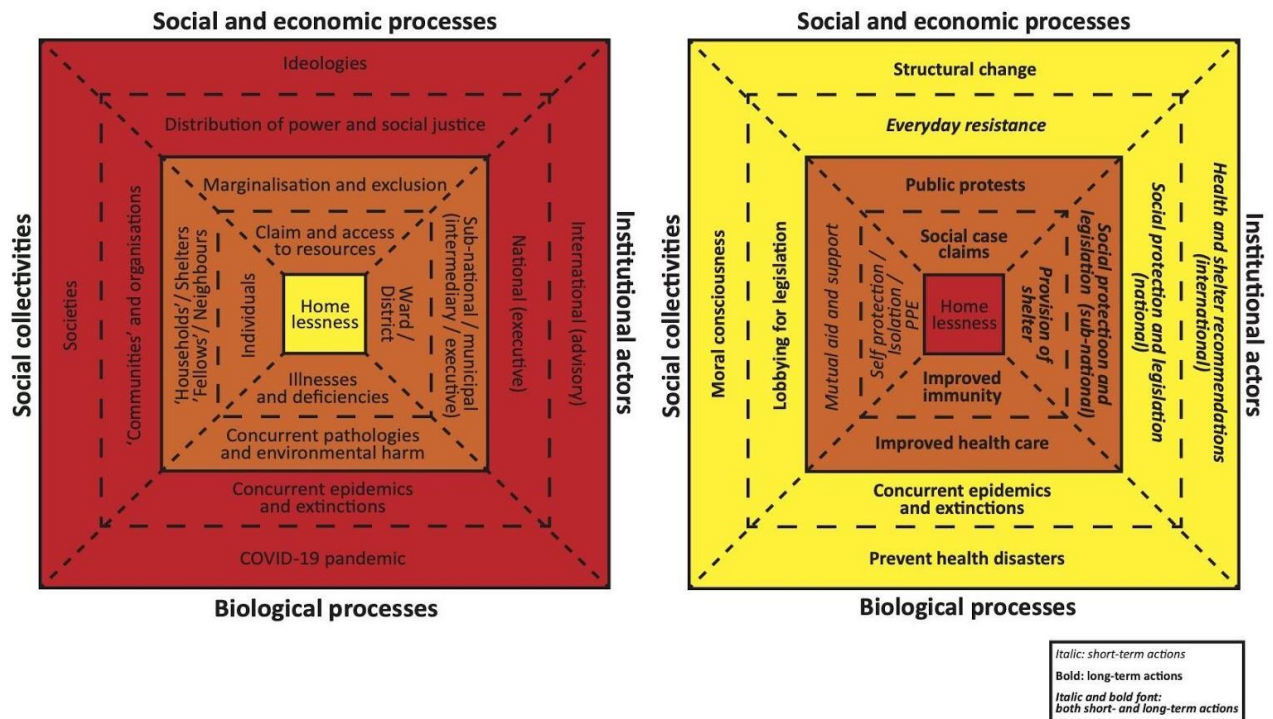 Social and economic processes
Ideologies
Distribution of power and social justice
Marginalisation and exclusion
Claim and access
to resources
Social collectivities
Societies
'Communities' and organisations
'Households'/ Shelters
'Fellows'/ Neighbours
Individuals
Home
lessness
Ward /
District
Sub-national / municipal
(intermediary / executive)
National (executive)
International (advisory)
Institutional actors
Illnesses
and deficiencies
Concurrent pathologies
and environmental harm
Concurrent epidemics
and extinctions
COVID-19 pandemic
Biological processes
Social and economic processes
Structural change
Everyday resistance
Public protests
Social case
claims
Social collectivities
Moral consciousness
Lobbying for legislation
Mutual aid and support
Self protection /
Isolation /
PPE
Home
lessness
Provision of
shelter
Social protectioon and
legislation (sub-national)
Social protection and legislation
(national)
Health and shelter recommendations
(international)
Institutional actors
Improved
immunity
Improved health care
Concurrent epidemics
and extinctions
Prevent health disasters
Biological processes
Italic: short-term actions
Bold: long-term actions
Italic and bold font:
both short- and long-term actions